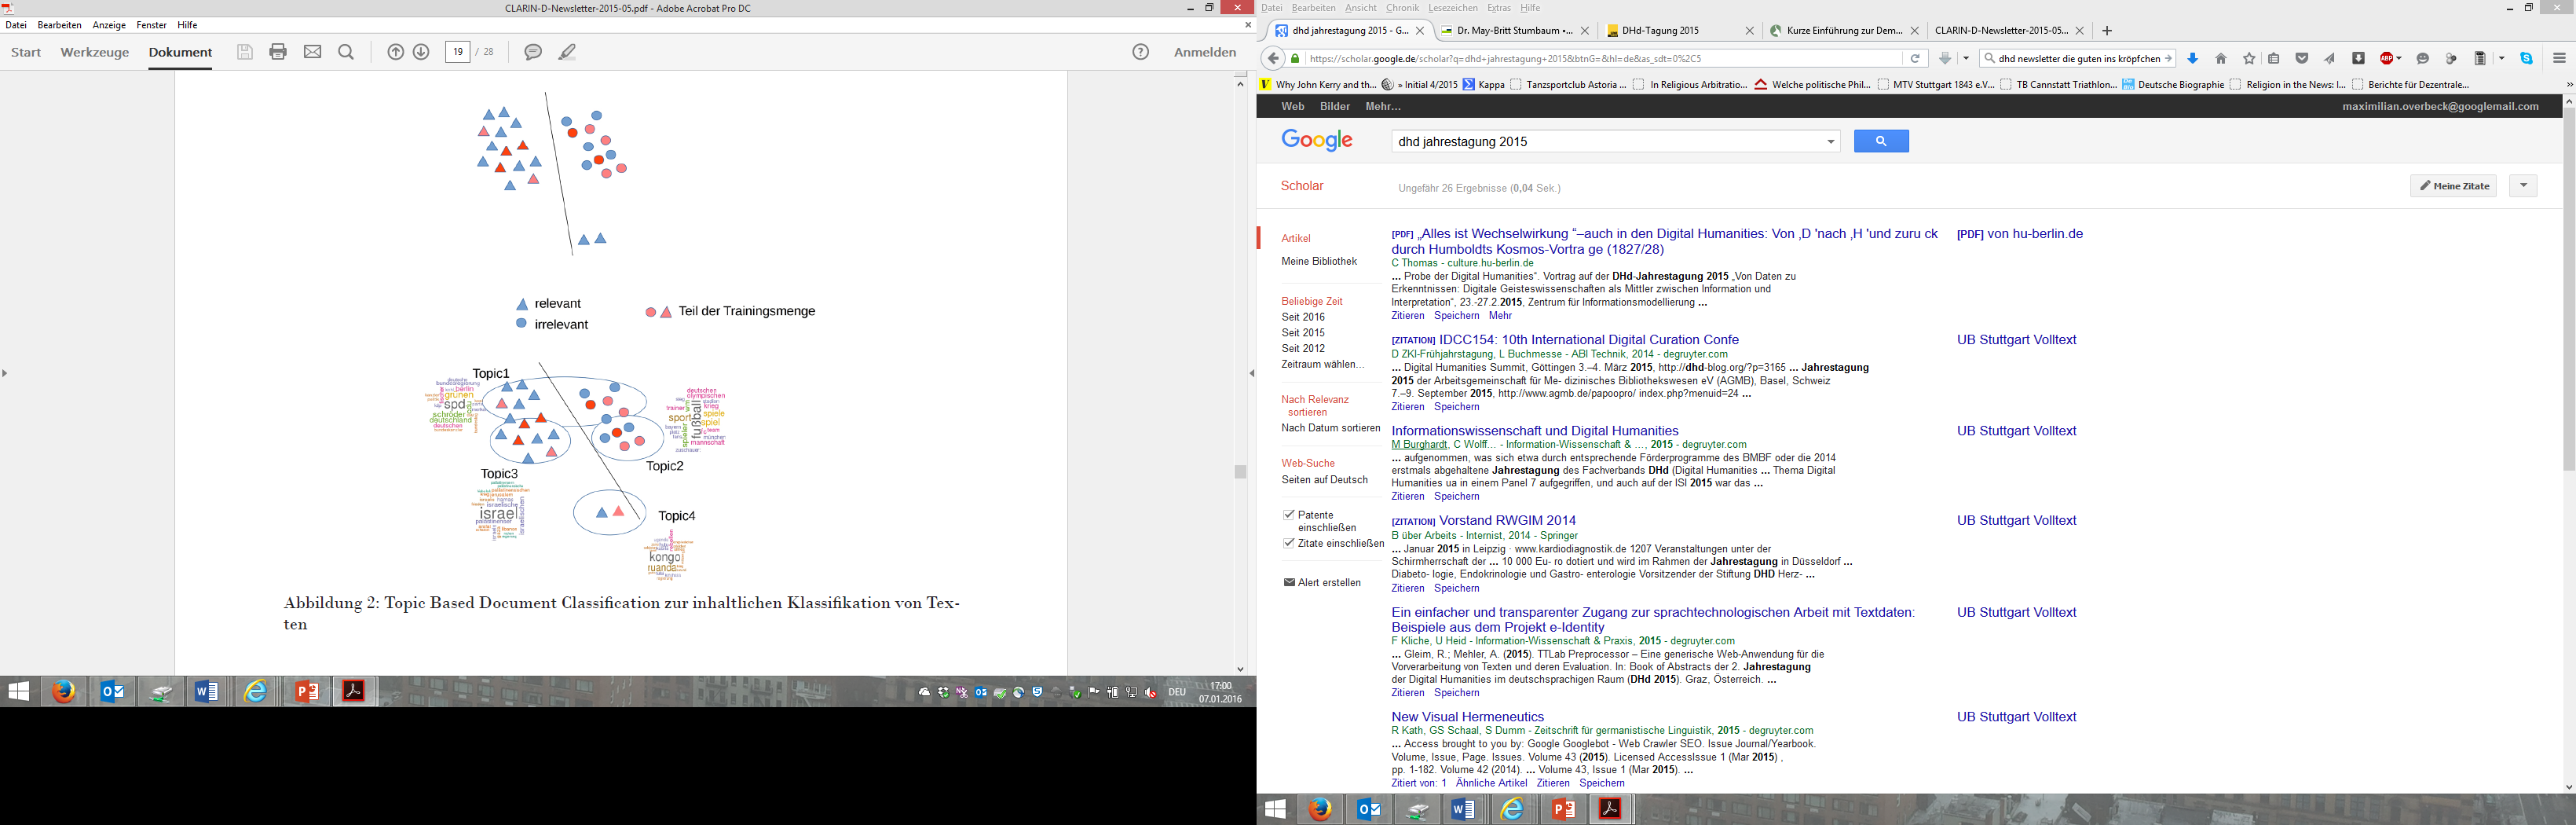 CLARIN-D-Newsletter-2015-05.pdf - Adobe Acrobat Pro DC
Datei Bearbeiten Anzeige Fenster Hilfe
Start Werkzeuge Dokument 19 / 28 Anmelden
relevant
irrelevant
Teil der Trainingsmenge
Topic1
berlin
grünen
spd
schröder
deutschland
deutschen
deutschen
olympischen
krieg
trainer
spiele
sport
spiel
fußball
mannschaft
Topic3
Topic2
israel
Topic4
kongo
ruanda
Abbildung 2: Topic Based Document Classification zur inhaltlichen Klassifikation von Tex-
ten
DEU
17:00
07.01.2016
Datei Bearbeiten Ansicht Chronik Lesezeichen Extras Hilfe
dhd jahrestagung 2015 - G...
Dr. May-Britt Stumbaum •...
DHd-Tagung 2015
Kurze Einführung zur Dem...
CLARIN-D-Newsletter-2015-05...
https://scholar.google.de/scholar?q=dhd+jahrestagung+2015&btnG=&hl=de&as_sdt=0%2C5
dhd newsletter die guten ins kröpfchen
Why John Kerry and th...
» Initial 4/2015
Kappa
Tanzsportclub Astoria ...
In Religious Arbitratio...
Welche politische Phil...
MTV Stuttgart 1843 e.V...
TB Cannstatt Triathlon...
Deutsche Biographie
Religion in the News: I...
Berichte für Dezentrale...
Web Bilder Mehr...
maximilian.overbeck@googlemail.com
Google
dhd jahrestagung 2015
Scholar
Ungefähr 26 Ergebnisse (0,04 Sek.)
Meine Zitate
Artikel
Meine Bibliothek
Beliebige Zeit
Seit 2016
Seit 2015
Seit 2012
Zeitraum wählen...
Nach Relevanz
sortieren
Nach Datum sortieren
Web-Suche
Seiten auf Deutsch
Patente
einschließen
Zitate einschließen
Alert erstellen
[PDF] „Alles ist Wechselwirkung “–auch in den Digital Humanities: Von ‚D 'nach ‚H 'und zuru ck
durch Humboldts Kosmos-Vortra ge (1827/28)
[PDF] von hu-berlin.de
C Thomas - culture.hu-berlin.de
... Probe der Digital Humanities“. Vortrag auf der DHd-Jahrestagung 2015 „Von Daten zu
Erkenntnissen: Digitale Geisteswissenschaften als Mittler zwischen Information und
Interpretation“, 23.-27.2.2015, Zentrum für Informationsmodellierung ...
Zitieren Speichern Mehr
[ZITATION] IDCC154: 10th International Digital Curation Confe
UB Stuttgart Volltext
D ZKI-Frühjahrstagung, L Buchmesse - ABI Technik, 2014 - degruyter.com
... Digital Humanities Summit, Göttingen 3.–4. März 2015, http://dhd-blog.org/?p=3165 ... Jahrestagung
2015 der Arbeitsgemeinschaft für Me- dizinisches Bibliothekswesen eV (AGMB), Basel, Schweiz
7.–9. September 2015, http://www.agmb.de/papoopro/ index.php?menuid=24 ...
Zitieren Speichern
Informationswissenschaft und Digital Humanities
UB Stuttgart Volltext
M Burghardt, C Wolff... - Information-Wissenschaft & ..., 2015 - degruyter.com
... aufgenommen, was sich etwa durch entsprechende Förderprogramme des BMBF oder die 2014
erstmals abgehaltene Jahrestagung des Fachverbands DHd (Digital Humanities ... Thema Digital
Humanities ua in einem Panel 7 aufgegriffen, und auch auf der ISI 2015 war das ...
Zitieren Speichern
[ZITATION] Vorstand RWGIM 2014
UB Stuttgart Volltext
B über Arbeits - Internist, 2014 - Springer
... Januar 2015 in Leipzig · www.kardiodiagnostik.de 1207 Veranstaltungen unter der
Schirmherrschaft der ... 10 000 Eu- ro dotiert und wird im Rahmen der Jahrestagung in Düsseldorf ...
Diabeto- logie, Endokrinologie und Gastro- enterologie Vorsitzender der Stiftung DHD Herz- ...
Zitieren Speichern
Ein einfacher und transparenter Zugang zur sprachtechnologischen Arbeit mit Textdaten:
Beispiele aus dem Projekt e-Identity
UB Stuttgart Volltext
F Kliche, U Heid - Information-Wissenschaft & Praxis, 2015 - degruyter.com
... Gleim, R.; Mehler, A. (2015). TTLab Preprocessor – Eine generische Web-Anwendung für die
Vorverarbeitung von Texten und deren Evaluation. In: Book of Abstracts der 2. Jahrestagung
der Digital Humanities im deutschsprachigen Raum (DHd 2015). Graz, Österreich. ...
Zitieren Speichern
New Visual Hermeneutics
UB Stuttgart Volltext
R Kath, GS Schaal, S Dumm - Zeitschrift für germanistische Linguistik, 2015 - degruyter.com
... Access brought to you by: Google Googlebot - Web Crawler SEO. Issue Journal/Yearbook.
Volume, Issue, Page. Issues. Volume 43 (2015). Licensed AccessIssue 1 (Mar 2015) ,
pp. 1-182. Volume 42 (2014). ... Volume 43, Issue 1 (Mar 2015). ...
Zitiert von: 1 Ähnliche Artikel Zitieren Speichern